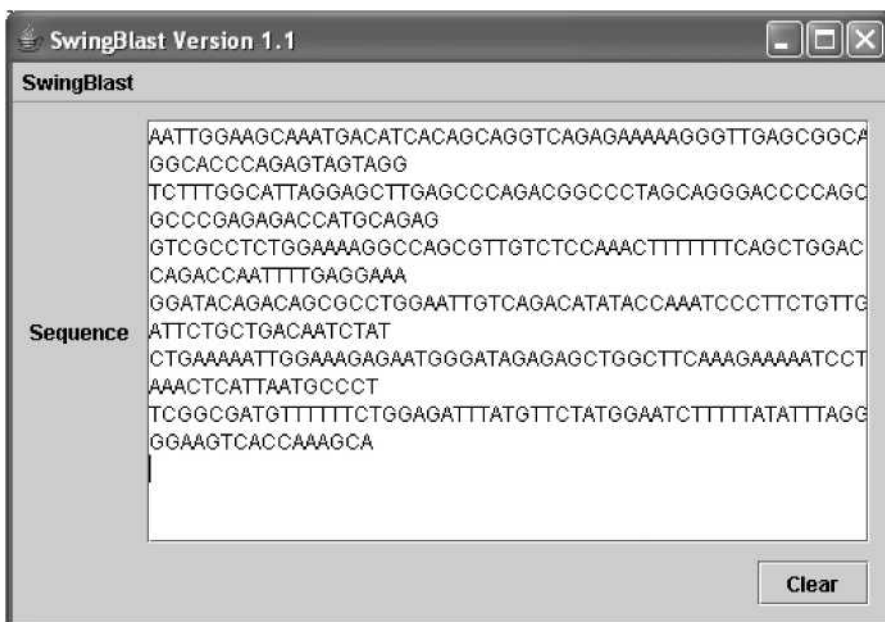 SwingBlast Version 1.1
SwingBlast
Sequence
AATTGGAAGCAAATGACATCACAGCAGGTCAGAGAAAAAGGGTTGAGCGGCA
GGCACCCAGAGTAGTAGG
TCTTTGGCATTAGGAGCTTGAGCCCAGACGGCCCTAGCAGGGACCCCAGC
GCCCGAGAGACCATGCAGAG
GTCGCCTCTGGAAAAGGCCAGCGTTGTCTCCAAACTTTTTTTCAGCTGGAC
CAGACCAATTTTGAGGAAA
GGATACAGACAGCGCCTGGAATTGTCAGACATATACCAAATCCCTTCTGTTG
ATTCTGCTGACAATCTAT
CTGAAAAATTGGAAAGAGAATGGGATAGAGAGCTGGCTTCAAAGAAAAATCCT
AAACTCATTAATGCCCT
TCGGCGATGTTTTTTCTGGAGATTTATGTTCTATGGAATCTTTTTATATTTAGG
GGAAGTCACCAAAGCA
Clear